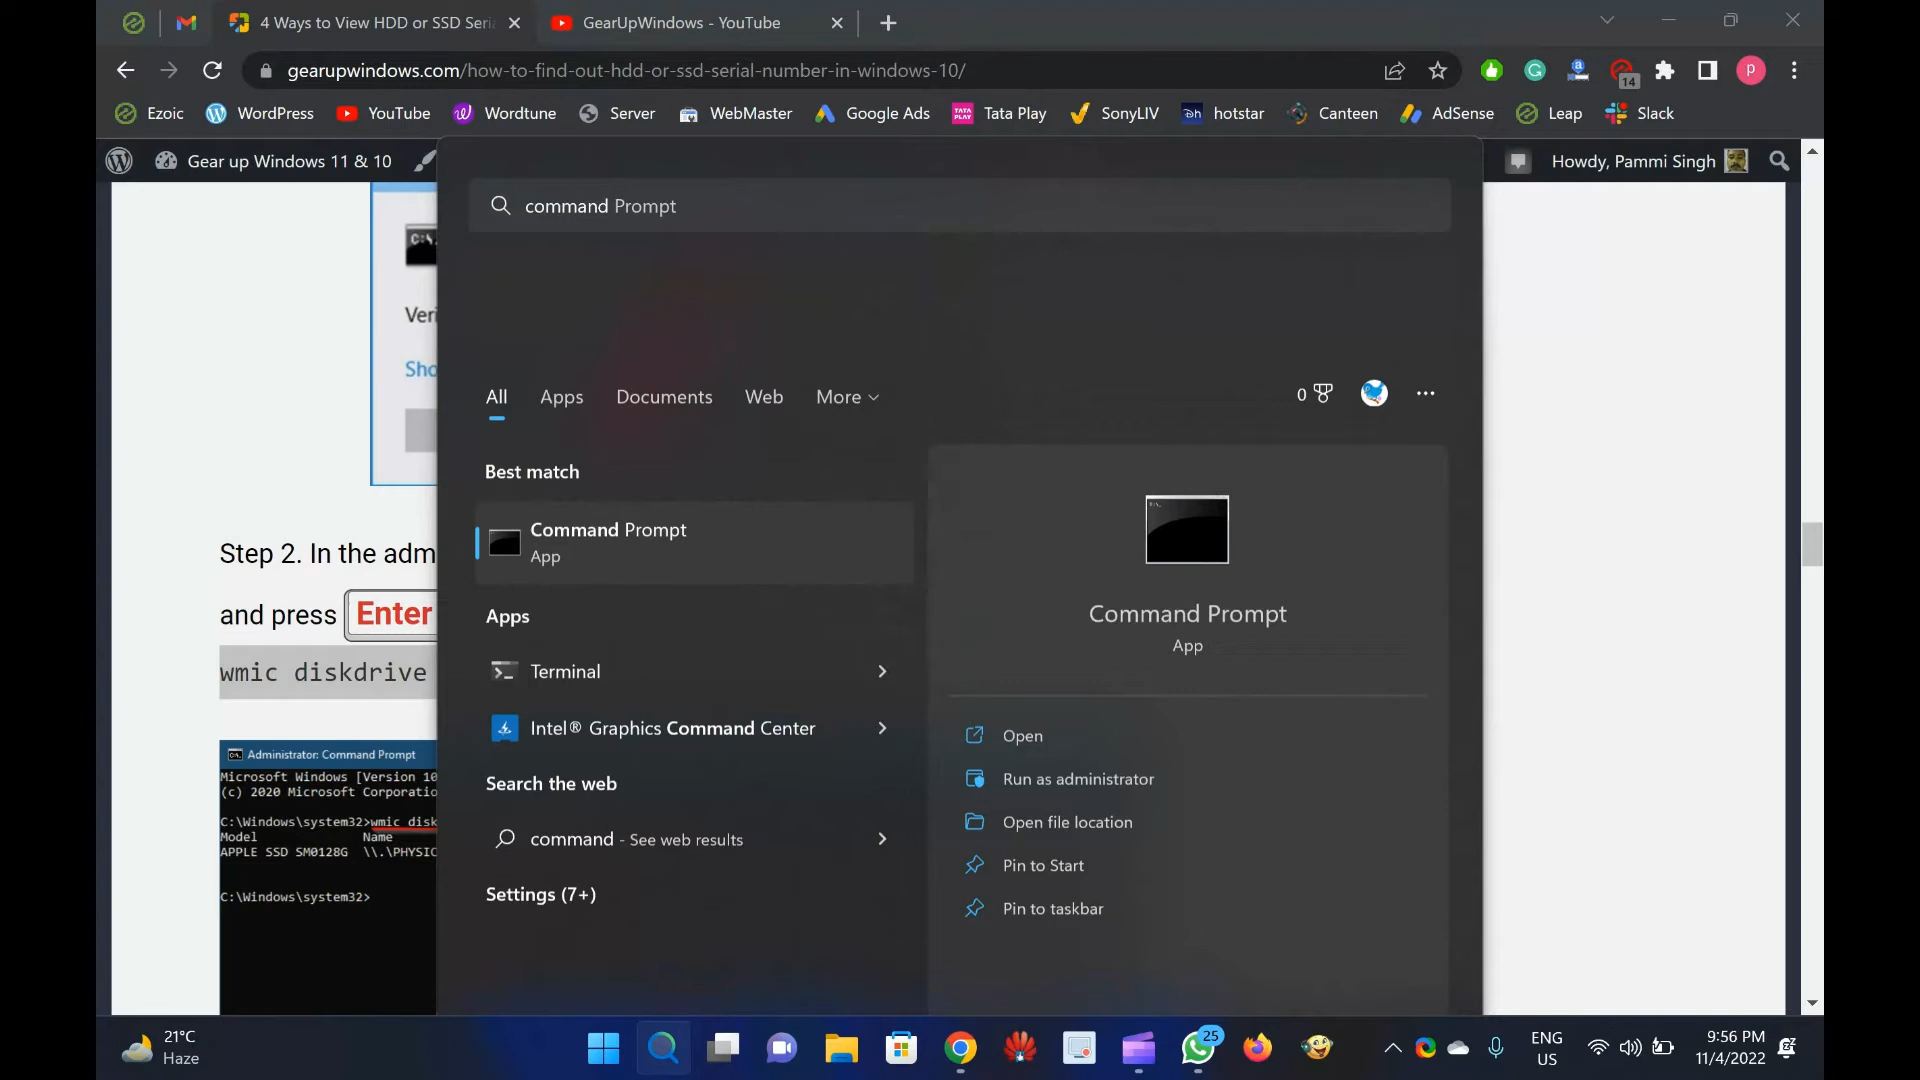 4 Ways to View HDD or SSD Seri
GearUpWindows - YouTube
gearupwindows.com/how-to-find-out-hdd-or-ssd-serial-number-in-windows-10/
14
P
Ezoic WordPress YouTube Wordtune Server WebMaster Google Ads TATA PLAY Tata Play SonyLIV hotstar Canteen AdSense Leap Slack
Gear up Windows 11 & 10
Howdy, Pammi Singh
command Prompt
C:\.
Veri
Sho
All Apps Documents Web More
0
Best match
Command Prompt
App
Apps
Terminal
Intel® Graphics Command Center
Search the web
command - See web results
Settings (7+)
Command Prompt
App
Open
Run as administrator
Open file location
Pin to Start
Pin to taskbar
Step 2. In the adm
and press Enter
wmic diskdrive
Administrator: Command Prompt
Microsoft Windows [Version 10
(c) 2020 Microsoft Corporatio
C:\Windows\system32>wmic disk
Model Name
APPLE SSD SM0128G \\.\PHYSIC
C:\Windows\system32>
21°C
Haze
25
ENG
US
9:56 PM
11/4/2022